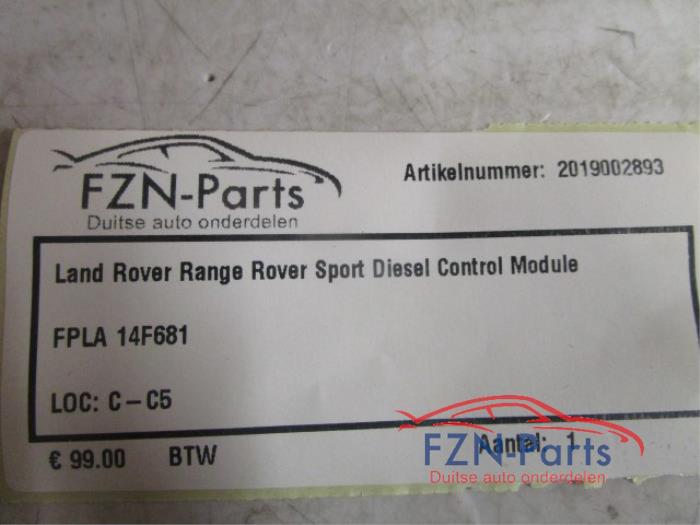 FZN-Parts
Duitse auto onderdelen
Artikelnummer: 2019002893
Land Rover Range Rover Sport Diesel Control Module
FPLA 14F681
LOC: C-C5
€ 99.00 BTW
Aantal: 1
FZN-Parts
Duitse auto onderdelen